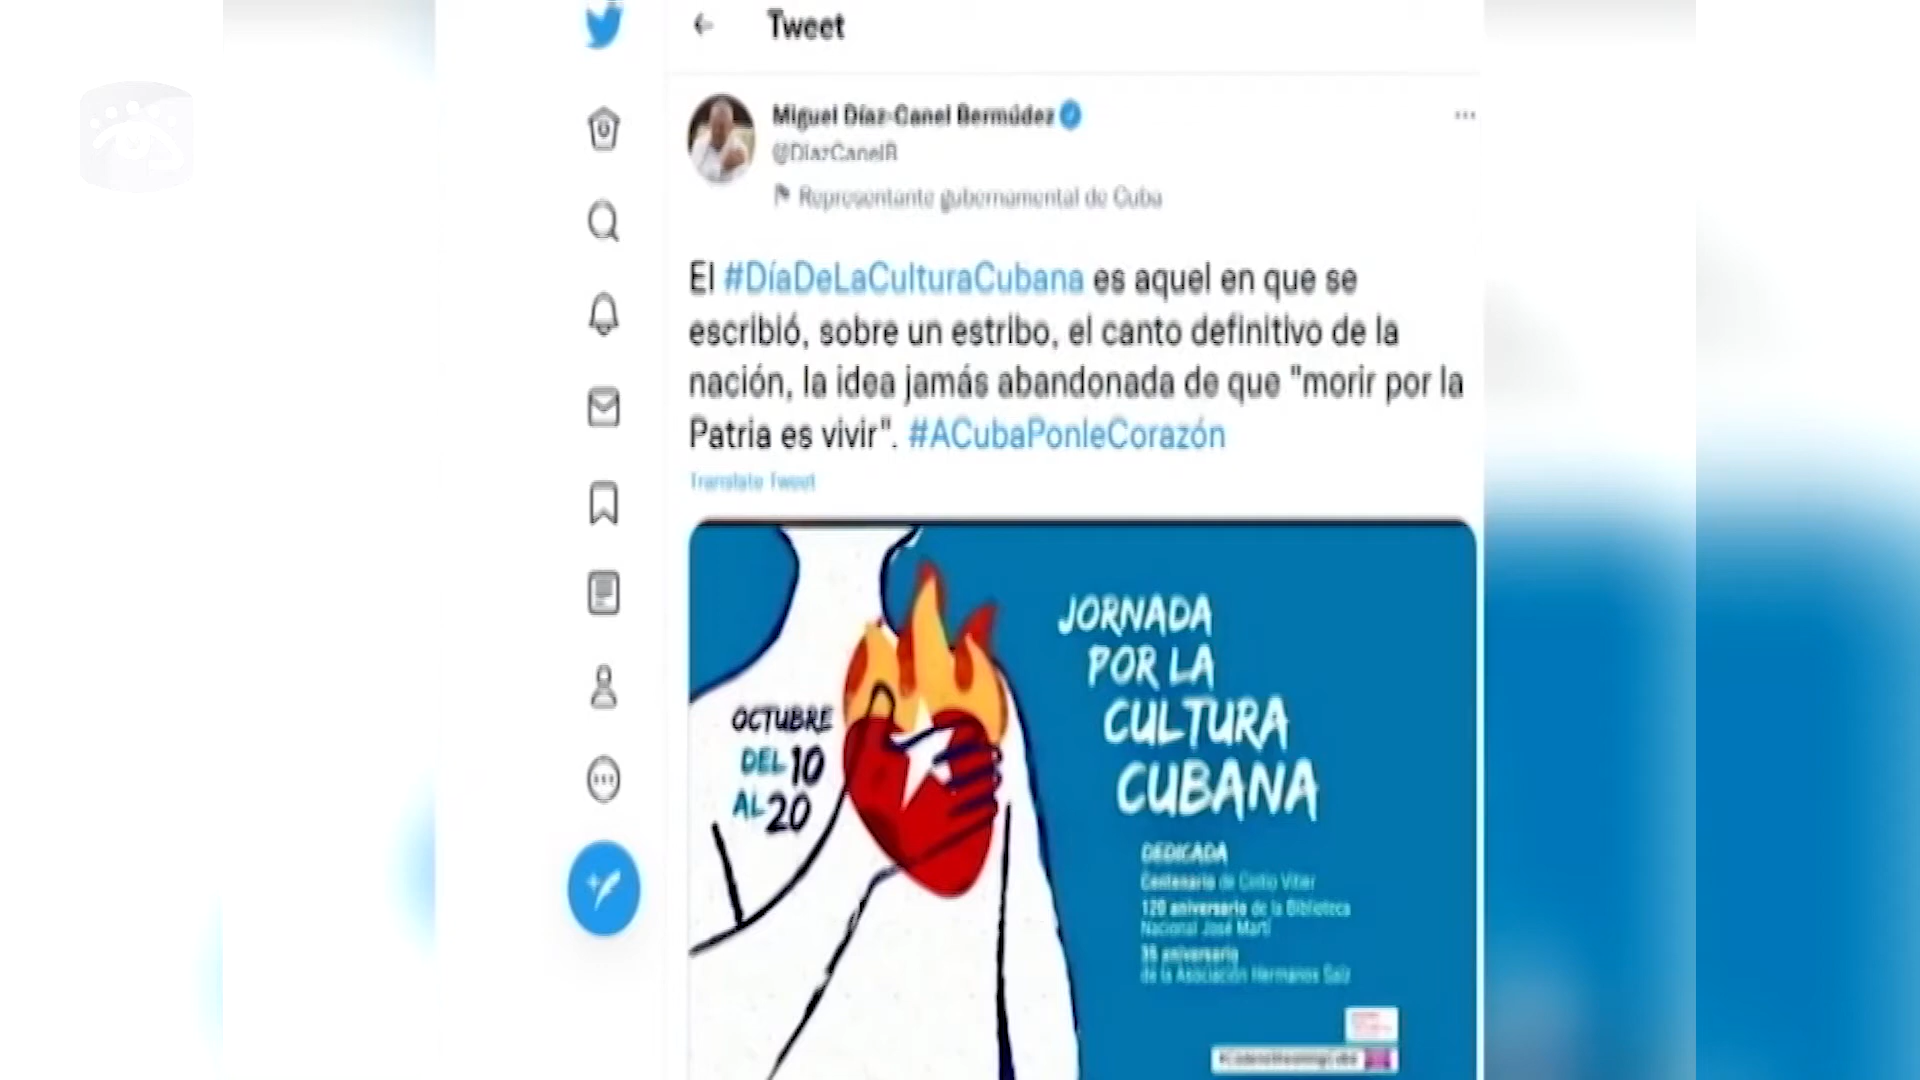 Tweet
Miguel Díaz-Canel Bermúdez
@DiazCanelB
Representante gubernamental de Cuba
El #DíaDeLaCulturaCubana es aquel en que se
escribió, sobre un estribo, el canto definitivo de la
nación, la idea jamás abandonada de que "morir por la
Patria es vivir". #ACubaPonleCorazón
Translate Tweet
OCTUBRE
DEL 10
AL 20
JORNADA
POR LA
CULTURA
CUBANA
DEDICADA
Centenario de Cintio Vitier
120 aniversario de la Biblioteca
Nacional José Martí
35 aniversario
de la Asociación Hermanos Saíz